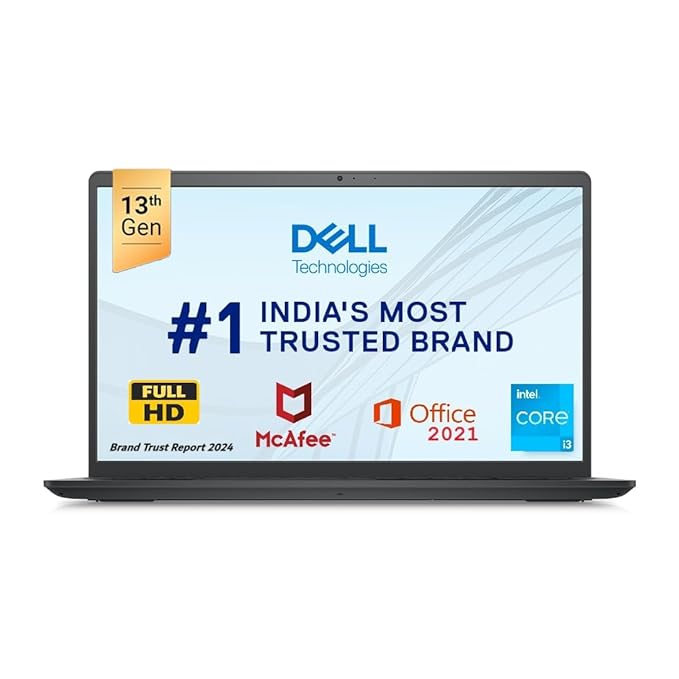 13th
Gen
DELL
Technologies
#1
INDIA'S MOST
TRUSTED BRAND
FULL
HD
McAfee™
Office
2021
intel.
CORE
i3
Brand Trust Report 2024